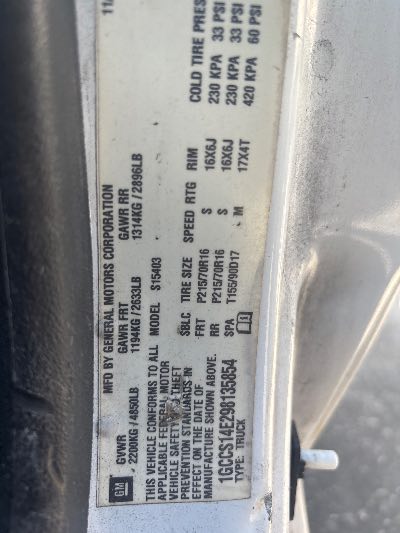 MFD BY GENERAL MOTORS CORPORATION 11/
GVWR GAWR FRT GAWR RR
2200KG / 4850LB 1194KG / 2633LB 1314KG / 2896LB
THIS VEHICLE CONFORMS TO ALL MODEL S15403
APPLICABLE FEDERAL MOTOR
VEHICLE SAFETY AND THEFT
PREVENTION STANDARDS IN
EFFECT ON THE DATE OF
MANUFACTURE SHOWN ABOVE.
1GCCS14E298135854
TYPE: TRUCK
GM
SBLC TIRE SIZE SPEED RTG RIM COLD TIRE PRES
FRT P215/70R16 S 16X6J 230 KPA 33 PSI
RR P215/70R16 S 16X6J 230 KPA 33 PSI
SPA T155/90D17 M 17X4T 420 KPA 60 PSI